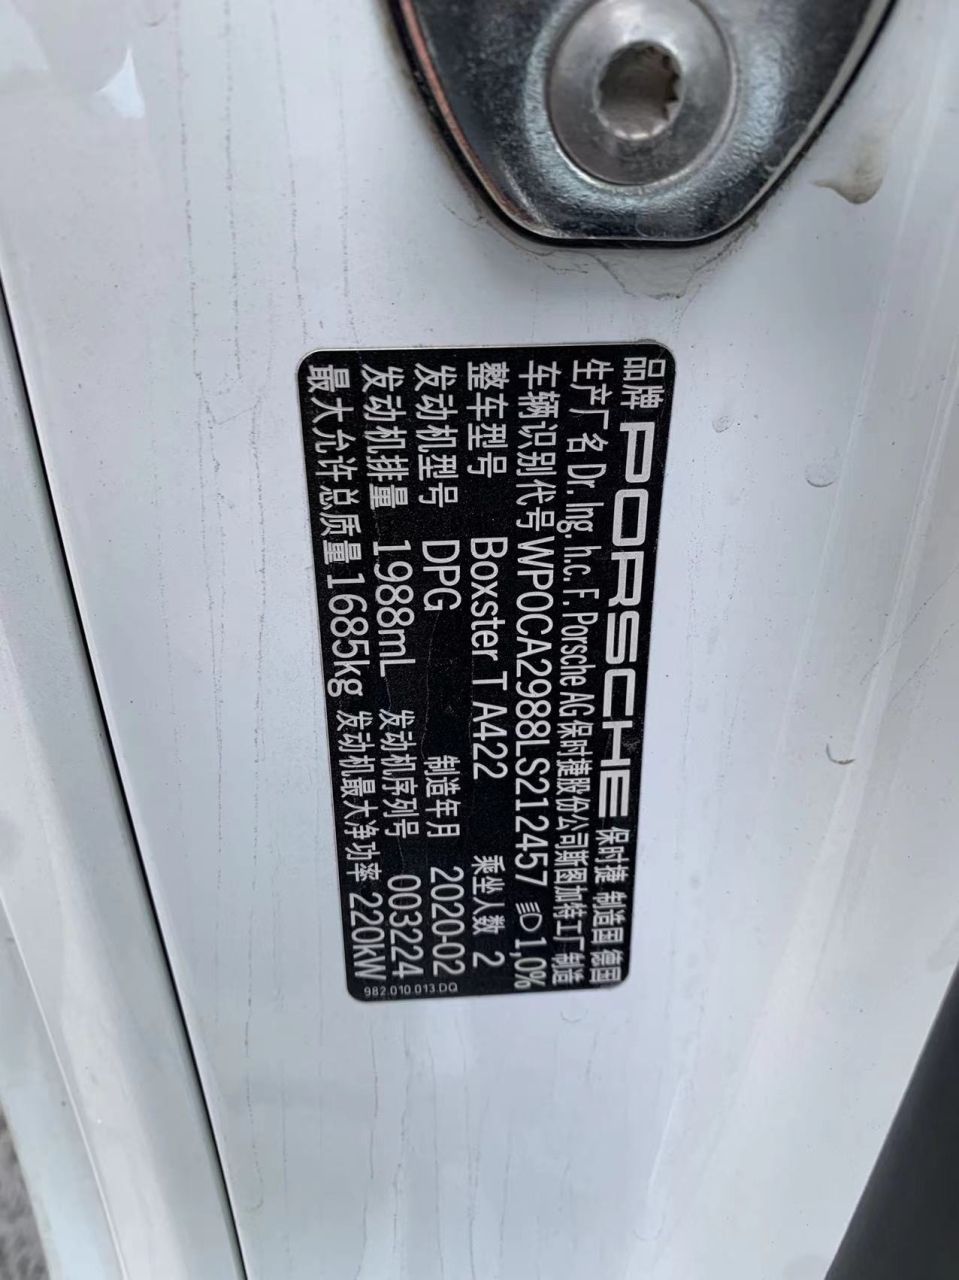 品牌 PORSCHE 保时捷 制造国 德国
生产厂名 Dr. Ing. h.c. F. Porsche AG 保时捷股份公司斯图加特工厂制造
车辆识别代号 WP0CA2988LS212457 1,0%
整车型号 Boxster T A422 乘坐人数 2
发动机型号 DPG 制造年月 2020-02
发动机排量 1988mL 发动机序列号 003224
最大允许总质量 1685kg 发动机最大净功率 220kW
982.010.013.DQ